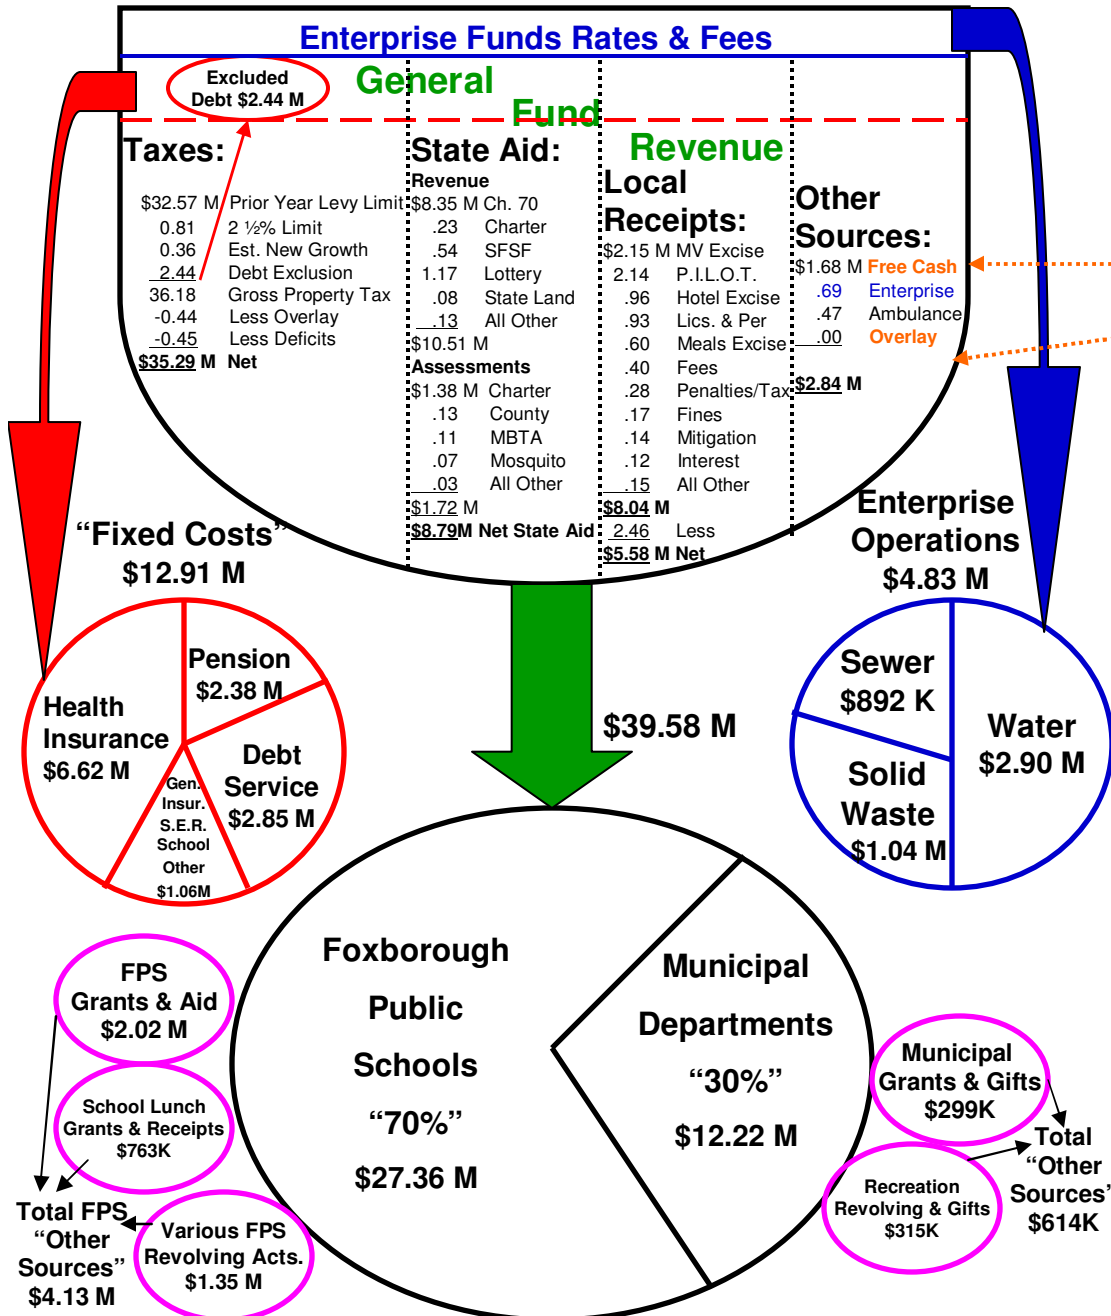 Enterprise Funds Rates & Fees
Excluded
Debt $2.44 M
General
Fund
Revenue
Taxes:
$32.57 M Prior Year Levy Limit
0.81 2 ½% Limit
0.36 Est. New Growth
2.44 Debt Exclusion
36.18 Gross Property Tax
-0.44 Less Overlay
-0.45 Less Deficits
$35.29 M Net
State Aid:
Revenue
$8.35 M Ch. 70
.23 Charter
.54 SFSF
1.17 Lottery
.08 State Land
.13 All Other
$10.51 M
Assessments
$1.38 M Charter
.13 County
.11 MBTA
.07 Mosquito
.03 All Other
$1.72 M
$8.79M Net State Aid
Local
Receipts:
$2.15 M MV Excise
2.14 P.I.L.O.T.
.96 Hotel Excise
.93 Lics. & Per
.60 Meals Excise
.40 Fees
.28 Penalties/Tax
.17 Fines
.14 Mitigation
.12 Interest
.15 All Other
$8.04 M
2.46 Less
$5.58 M Net
Other
Sources:
$1.68 M Free Cash
.69 Enterprise
.47 Ambulance
.00 Overlay
$2.84 M
“Fixed Costs”
$12.91 M
Pension
$2.38 M
Health
Insurance
$6.62 M
Debt
Service
$2.85 M
Gen.
Insur.
S.E.R.
School
Other
$1.06M
$39.58 M
Enterprise
Operations
$4.83 M
Sewer
$892 K
Water
$2.90 M
Solid
Waste
$1.04 M
Foxborough
Public
Schools
“70%”
$27.36 M
Municipal
Departments
“30%”
$12.22 M
FPS
Grants & Aid
$2.02 M
School Lunch
Grants & Receipts
$763K
Various FPS
Revolving Acts.
$1.35 M
Total FPS
“Other
Sources”
$4.13 M
Municipal
Grants & Gifts
$299K
Recreation
Revolving & Gifts
$315K
Total
“Other
Sources”
$614K